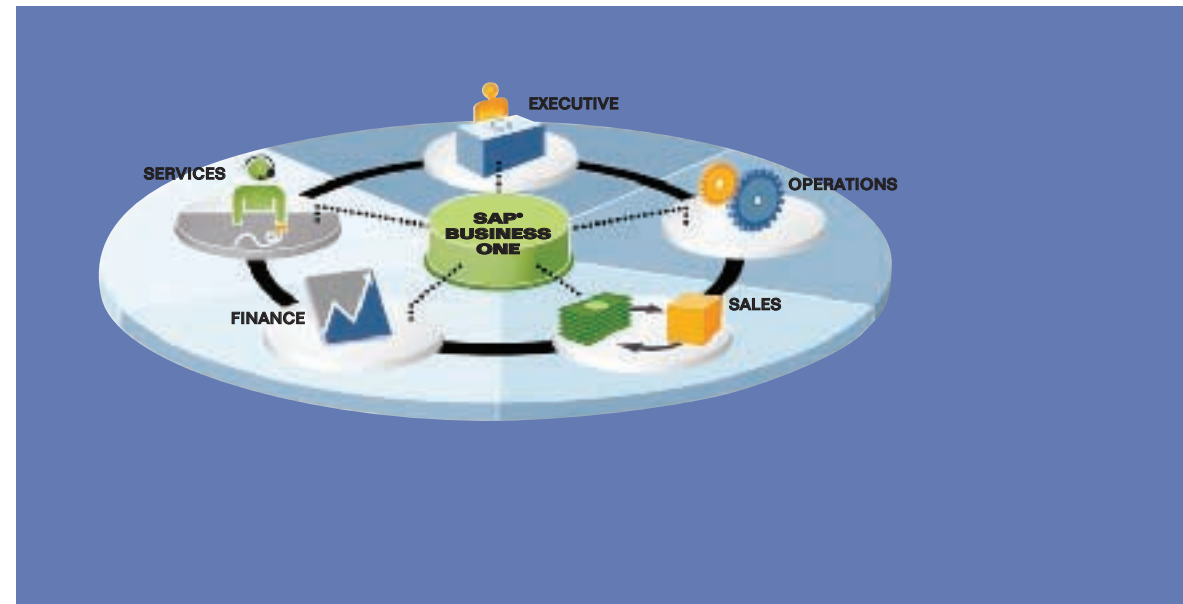 EXECUTIVE
SERVICES
OPERATIONS
SAP®
BUSINESS
ONE
FINANCE
SALES